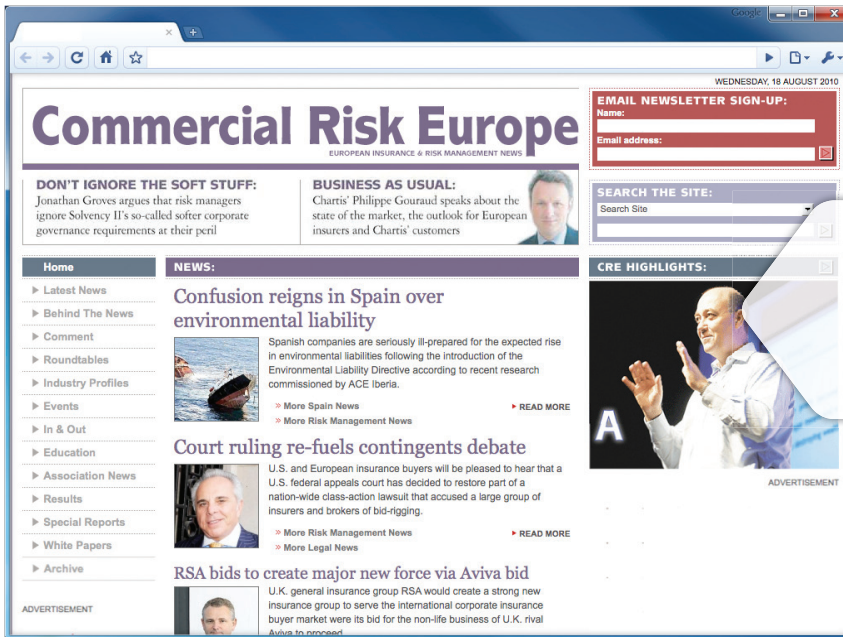 Google
WEDNESDAY, 18 AUGUST 2010
Commercial Risk Europe
EUROPEAN INSURANCE & RISK MANAGEMENT NEWS
DON'T IGNORE THE SOFT STUFF:
Jonathan Groves argues that risk managers
ignore Solvency II's so-called softer corporate
governance requirements at their peril
BUSINESS AS USUAL:
Chartis' Philippe Gouraud speaks about the
state of the market, the outlook for European
insurers and Chartis' customers
EMAIL NEWSLETTER SIGN-UP:
Name:
Email address:
SEARCH THE SITE:
Search Site
Home
Latest News
Behind The News
Comment
Roundtables
Industry Profiles
Events
In & Out
Education
Association News
Results
Special Reports
White Papers
Archive
ADVERTISEMENT
NEWS:
Confusion reigns in Spain over
environmental liability
Spanish companies are seriously ill-prepared for the expected rise
in environmental liabilities following the introduction of the
Environmental Liability Directive according to recent research
commissioned by ACE Iberia.
» More Spain News
» More Risk Management News
READ MORE
Court ruling re-fuels contingents debate
U.S. and European insurance buyers will be pleased to hear that a
U.S. federal appeals court has decided to restore part of a
nation-wide class-action lawsuit that accused a large group of
insurers and brokers of bid-rigging.
» More Risk Management News
» More Legal News
READ MORE
RSA bids to create major new force via Aviva bid
U.K. general insurance group RSA would create a strong new
insurance group to serve the international corporate insurance
buyer market were its bid for the non-life business of U.K. rival
Aviva to proceed
CRE HIGHLIGHTS:
A
ADVERTISEMENT